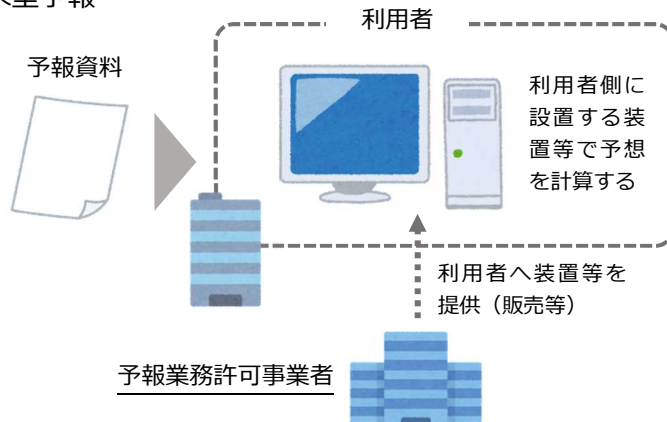 利用者
予報資料
利用者側に
設置する装
置等で予想
を計算する
利用者へ装置等を
提供（販売等）
予報業務許可事業者